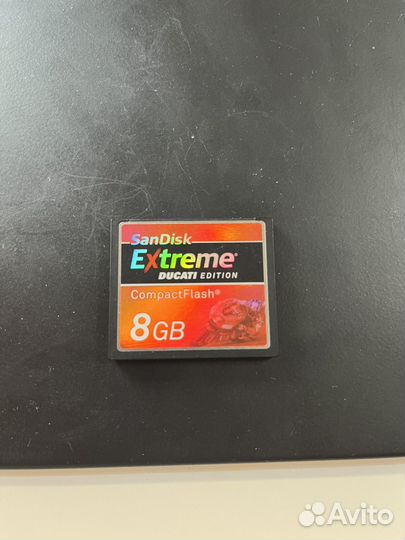 SanDisk
Extreme®
DUCATI EDITION
CompactFlash®
8GB
Avito